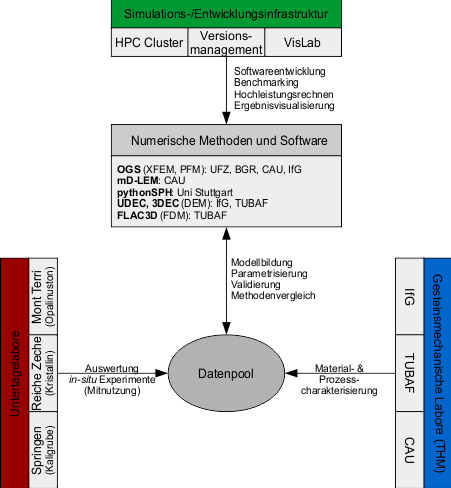 Simulations-/Entwicklungsinfrastruktur
HPC Cluster
Versions-
management
VisLab
Softwareentwicklung
Benchmarking
Hochleistungsrechnen
Ergebnisvisualisierung
Numerische Methoden und Software
OGS (XFEM, PFM): UFZ, BGR, CAU, IfG
mD-LEM: CAU
pythonSPH: Uni Stuttgart
UDEC, 3DEC (DEM): IfG, TUBAF
FLAC3D (FDM): TUBAF
Modellbildung
Parametrisierung
Validierung
Methodenvergleich
Untertagelabore
Mont Terri
(Opalinuston)
Reiche Zeche
(Kristallin)
Springen
(Kaligrube)
Auswertung
in-situ Experimente
(Mitnutzung)
Datenpool
Material- &
Prozess-
charakterisierung
IfG
TUBAF
CAU
Gesteinsmechanische Labore (THM)